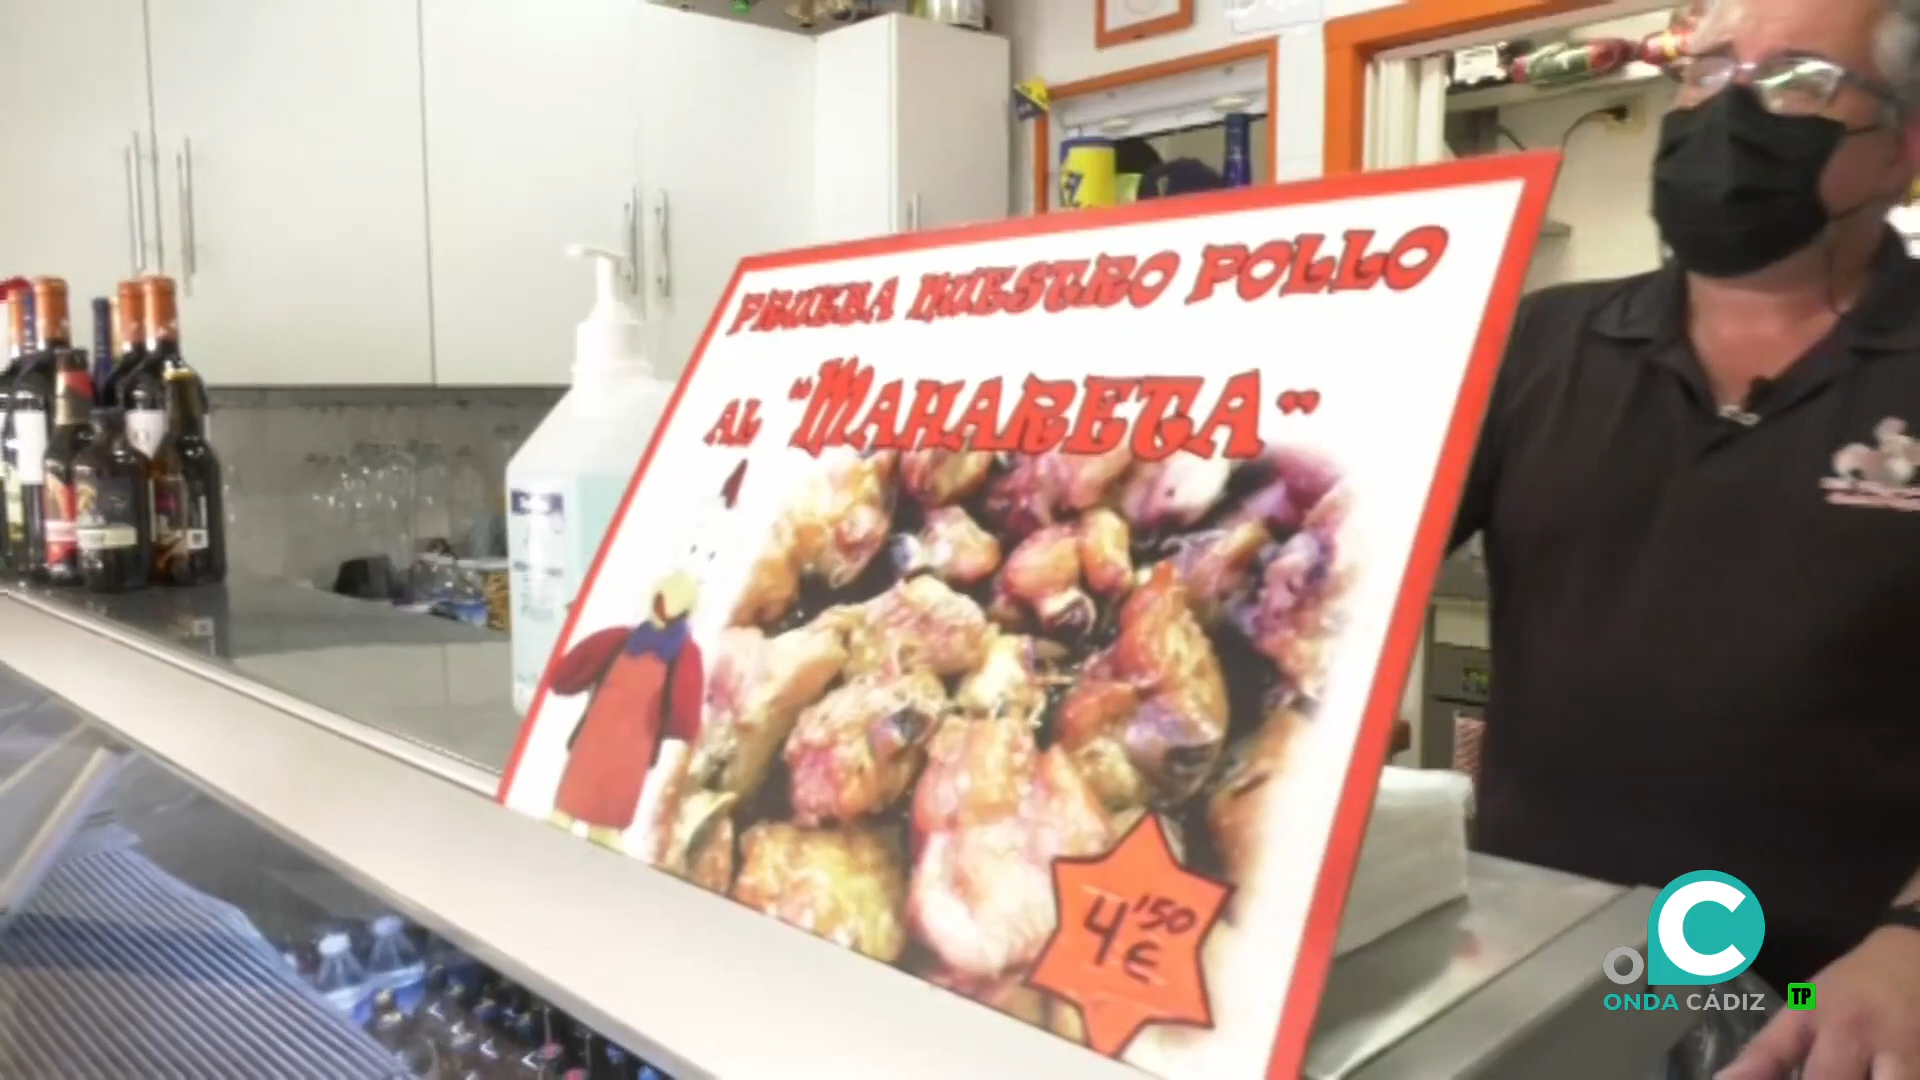 PRUEBA NUESTRO POLLO
AL "MAHARETA"
4'50
€
ONDA CÁDIZ
TP